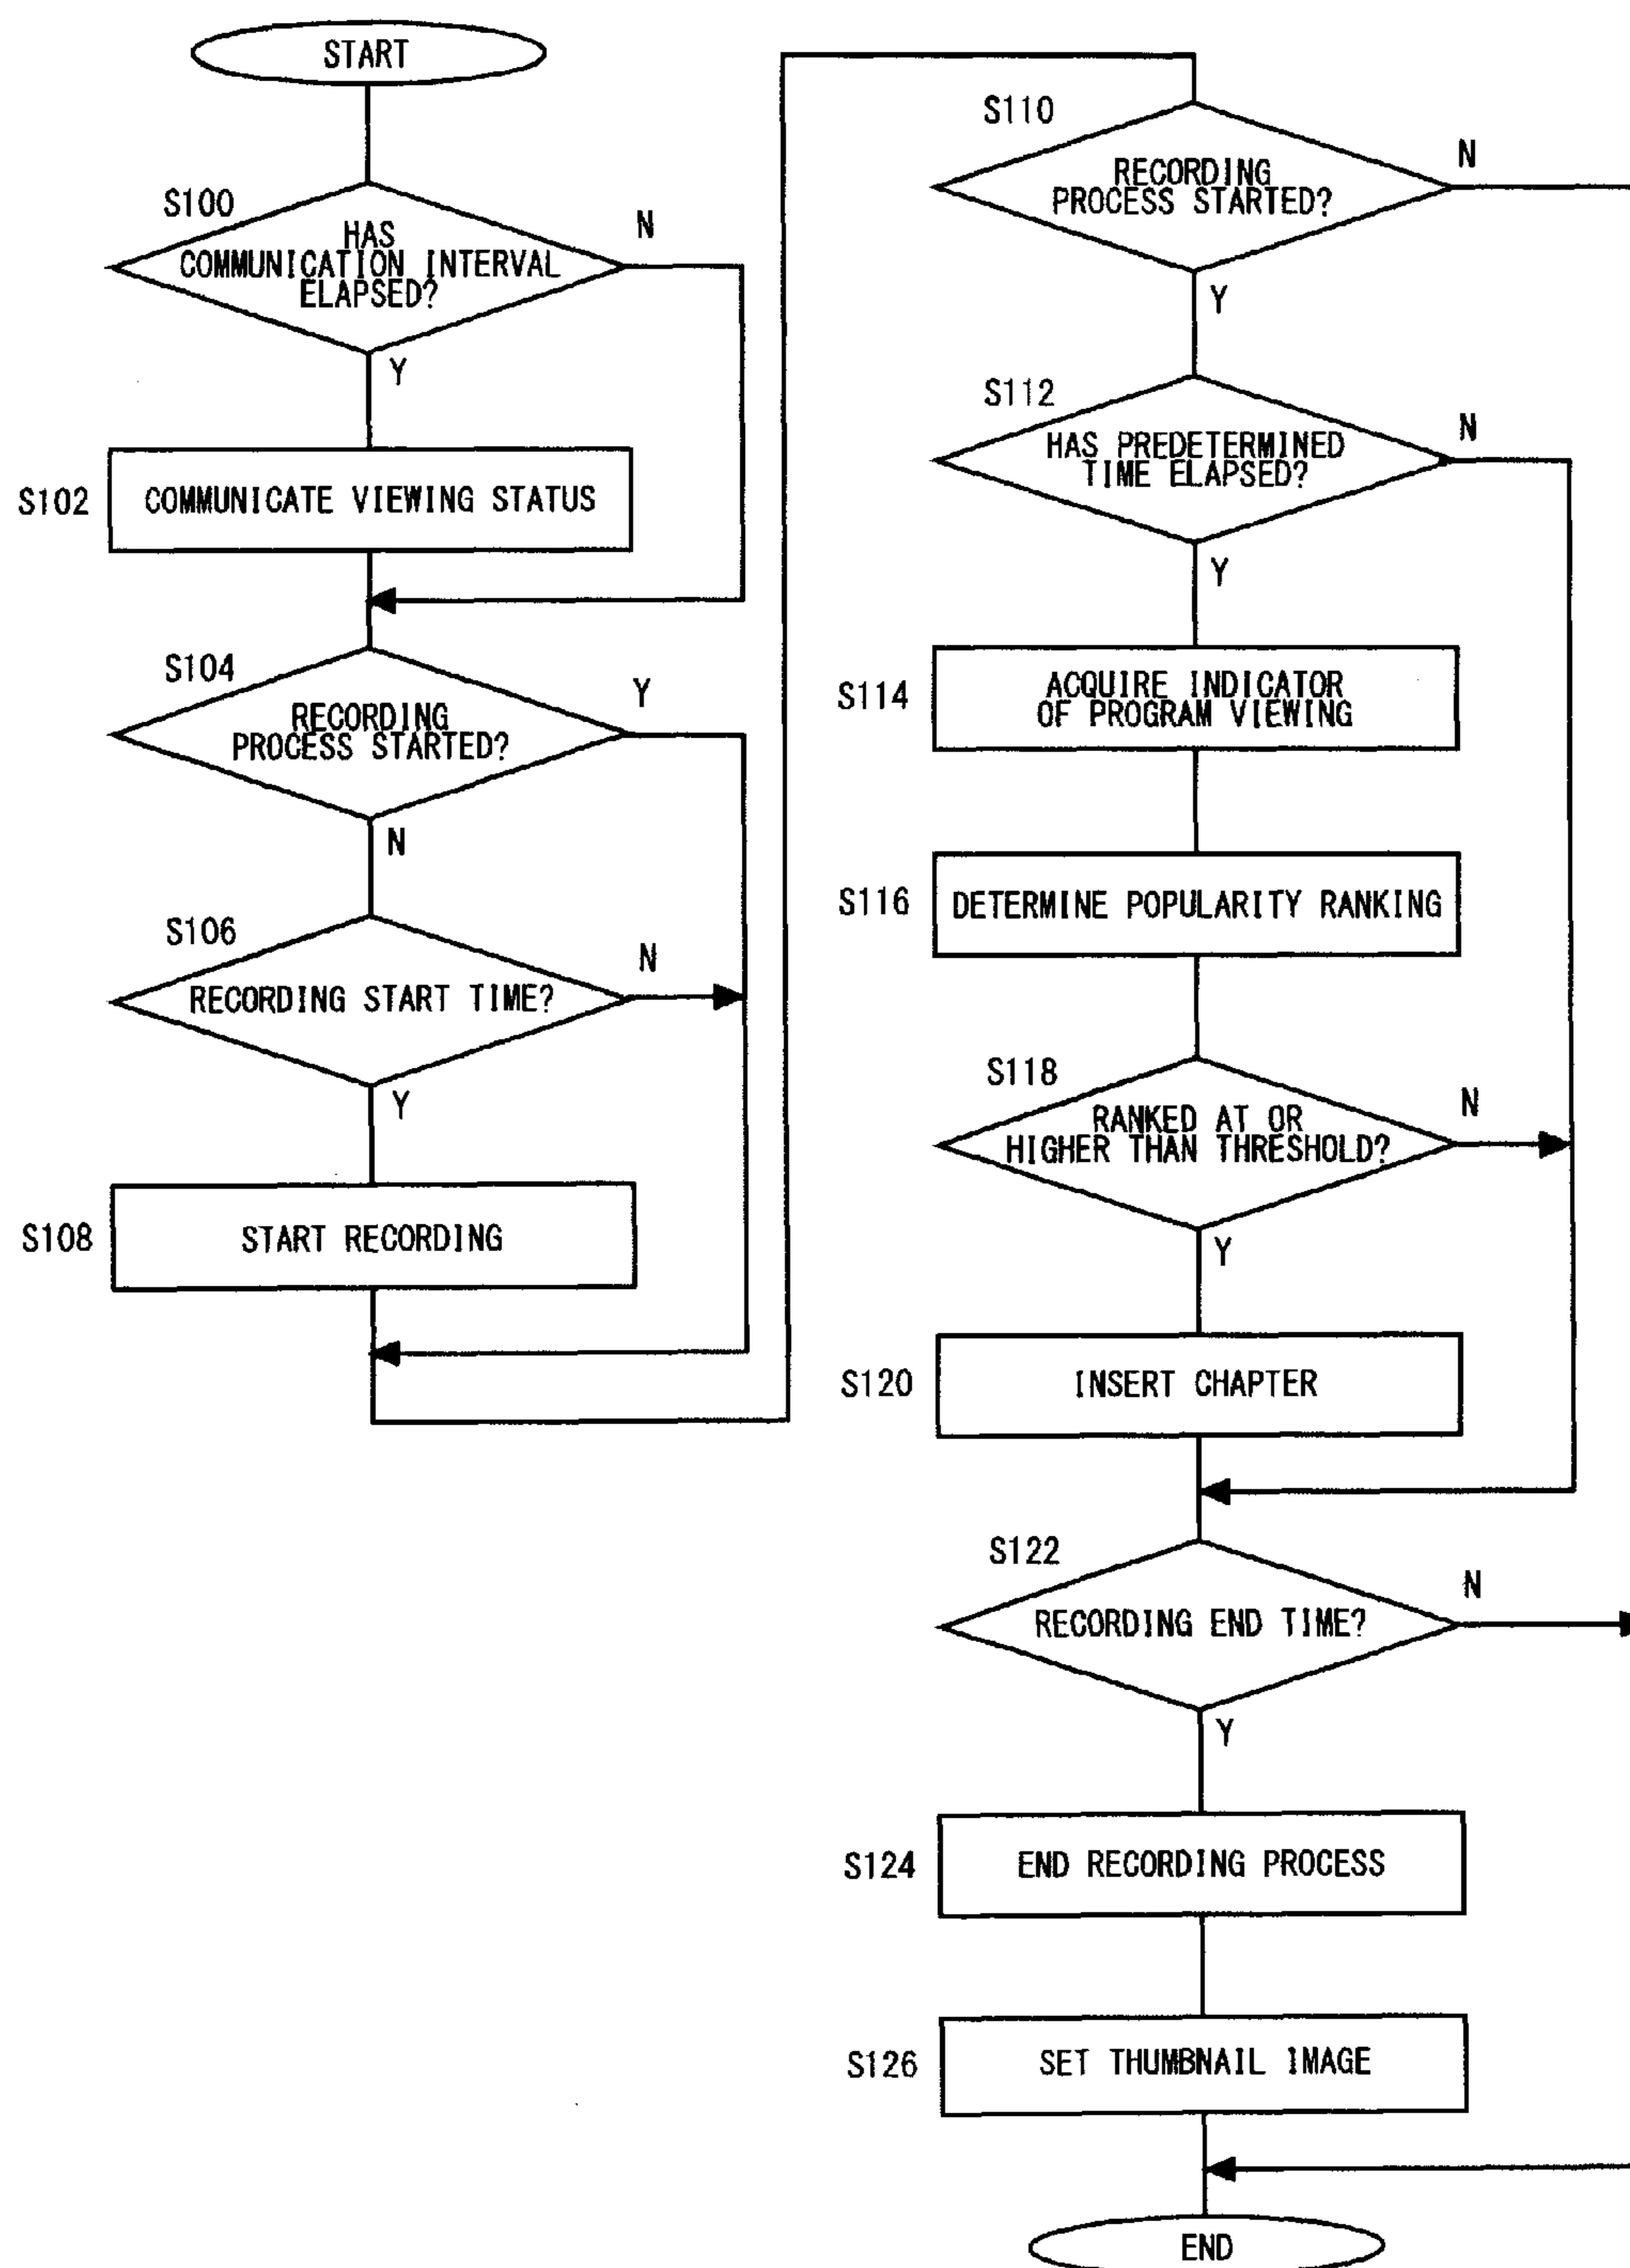 START
S100
HAS
COMMUNICATION INTERVAL
ELAPSED?
N
Y
S102
COMMUNICATE VIEWING STATUS
S104
RECORDING
PROCESS STARTED?
Y
N
S106
RECORDING START TIME?
N
Y
S108
START RECORDING
S110
RECORDING
PROCESS STARTED?
N
Y
S112
HAS PREDETERMINED
TIME ELAPSED?
N
Y
S114
ACQUIRE INDICATOR
OF PROGRAM VIEWING
S116
DETERMINE POPULARITY RANKING
S118
RANKED AT OR
HIGHER THAN THRESHOLD?
N
Y
S120
INSERT CHAPTER
S122
RECORDING END TIME?
N
Y
S124
END RECORDING PROCESS
S126
SET THUMBNAIL IMAGE
END